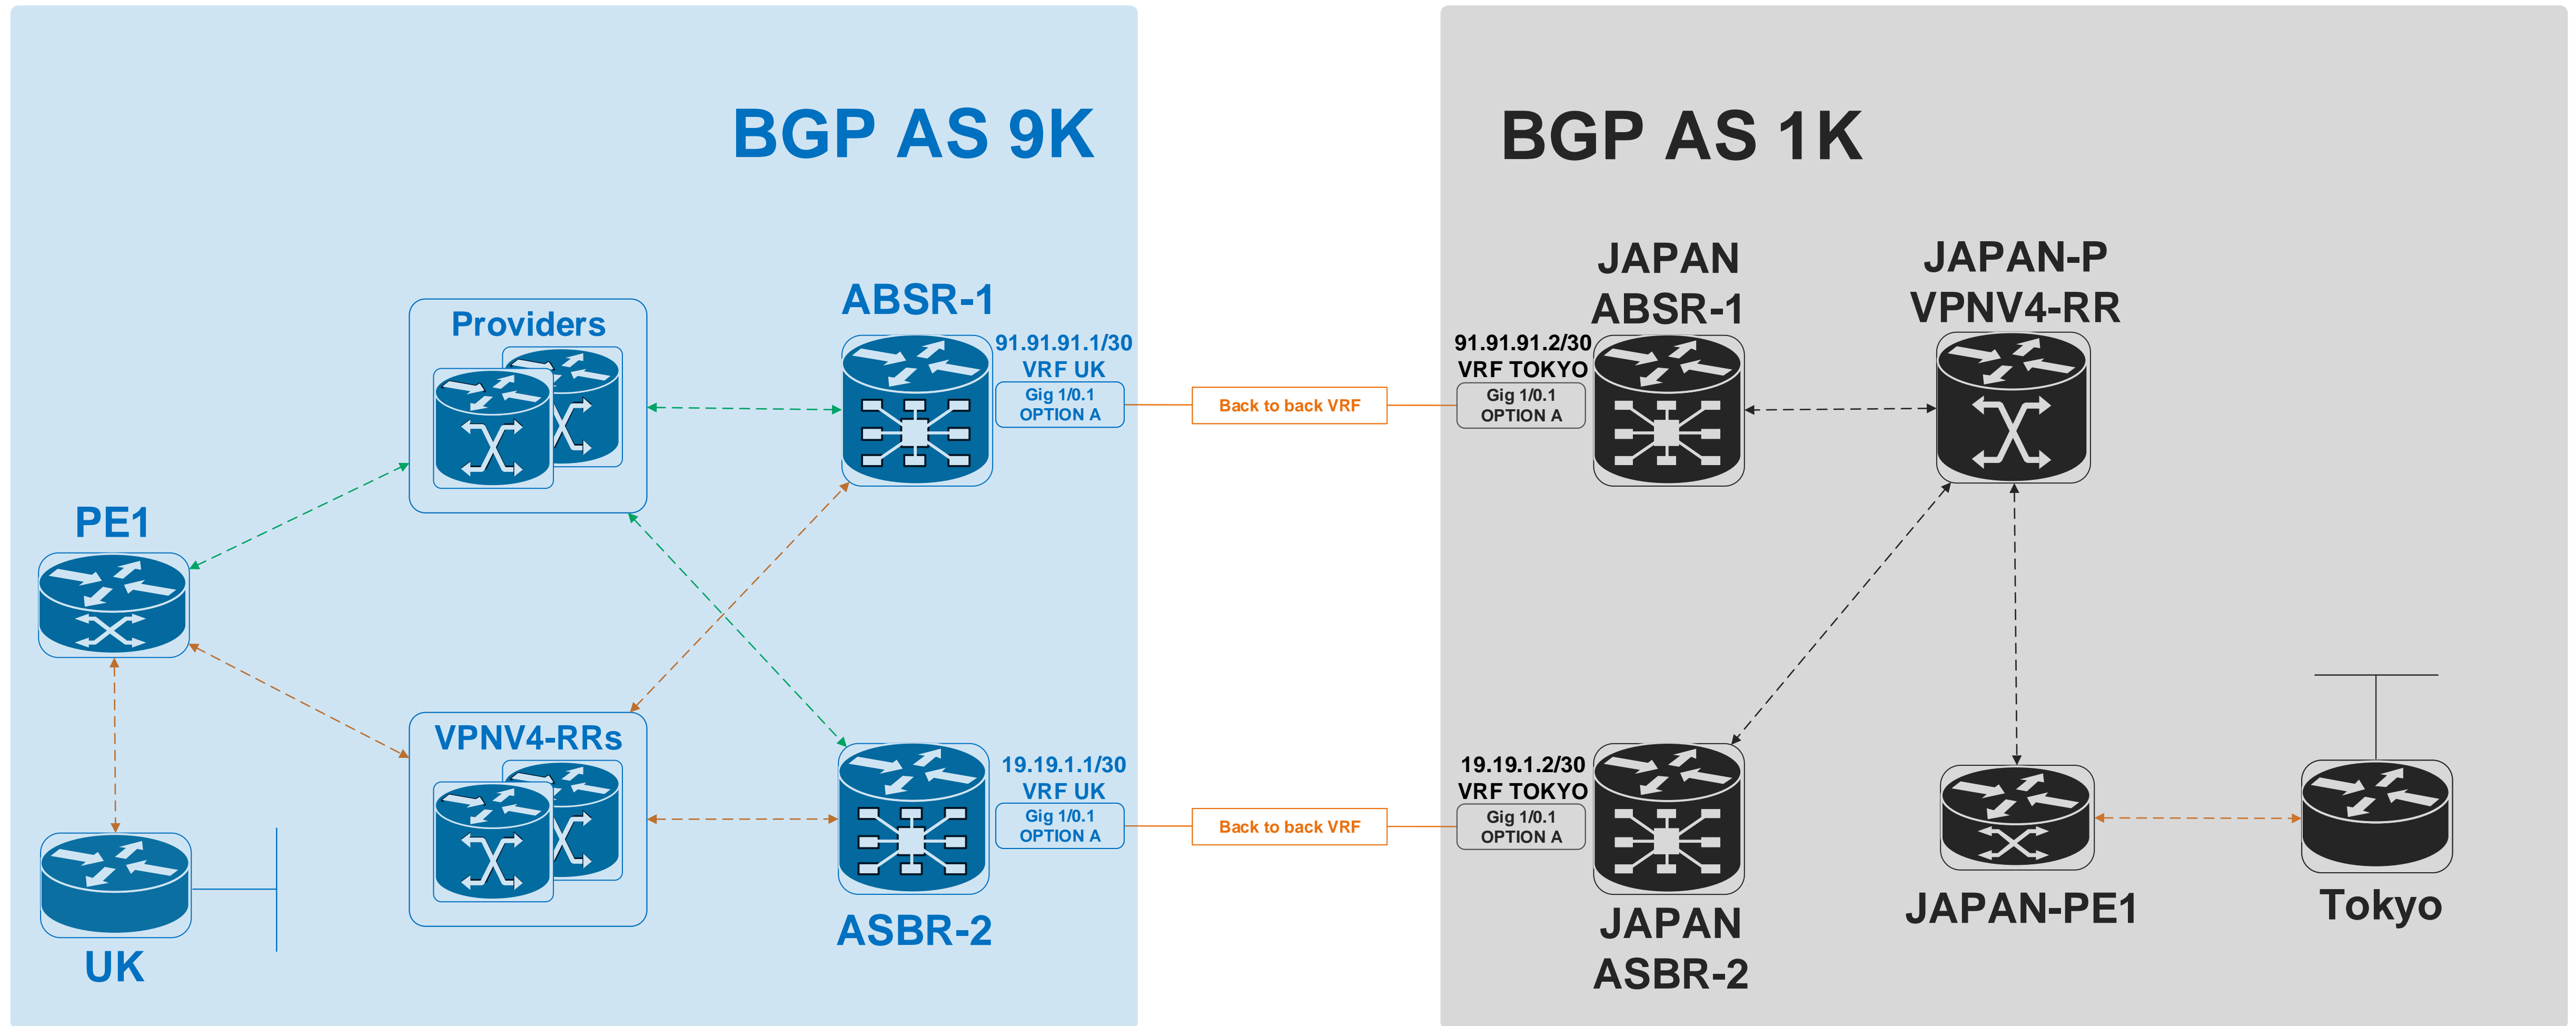 BGP AS 9K
BGP AS 1K
Providers
ABSR-1
91.91.91.1/30
VRF UK
Gig 1/0.1
OPTION A
Back to back VRF
91.91.91.2/30
VRF TOKYO
Gig 1/0.1
OPTION A
JAPAN
ABSR-1
JAPAN-P
VPNV4-RR
PE1
UK
VPNV4-RRs
ASBR-2
19.19.1.1/30
VRF UK
Gig 1/0.1
OPTION A
Back to back VRF
19.19.1.2/30
VRF TOKYO
Gig 1/0.1
OPTION A
JAPAN
ASBR-2
JAPAN-PE1
Tokyo